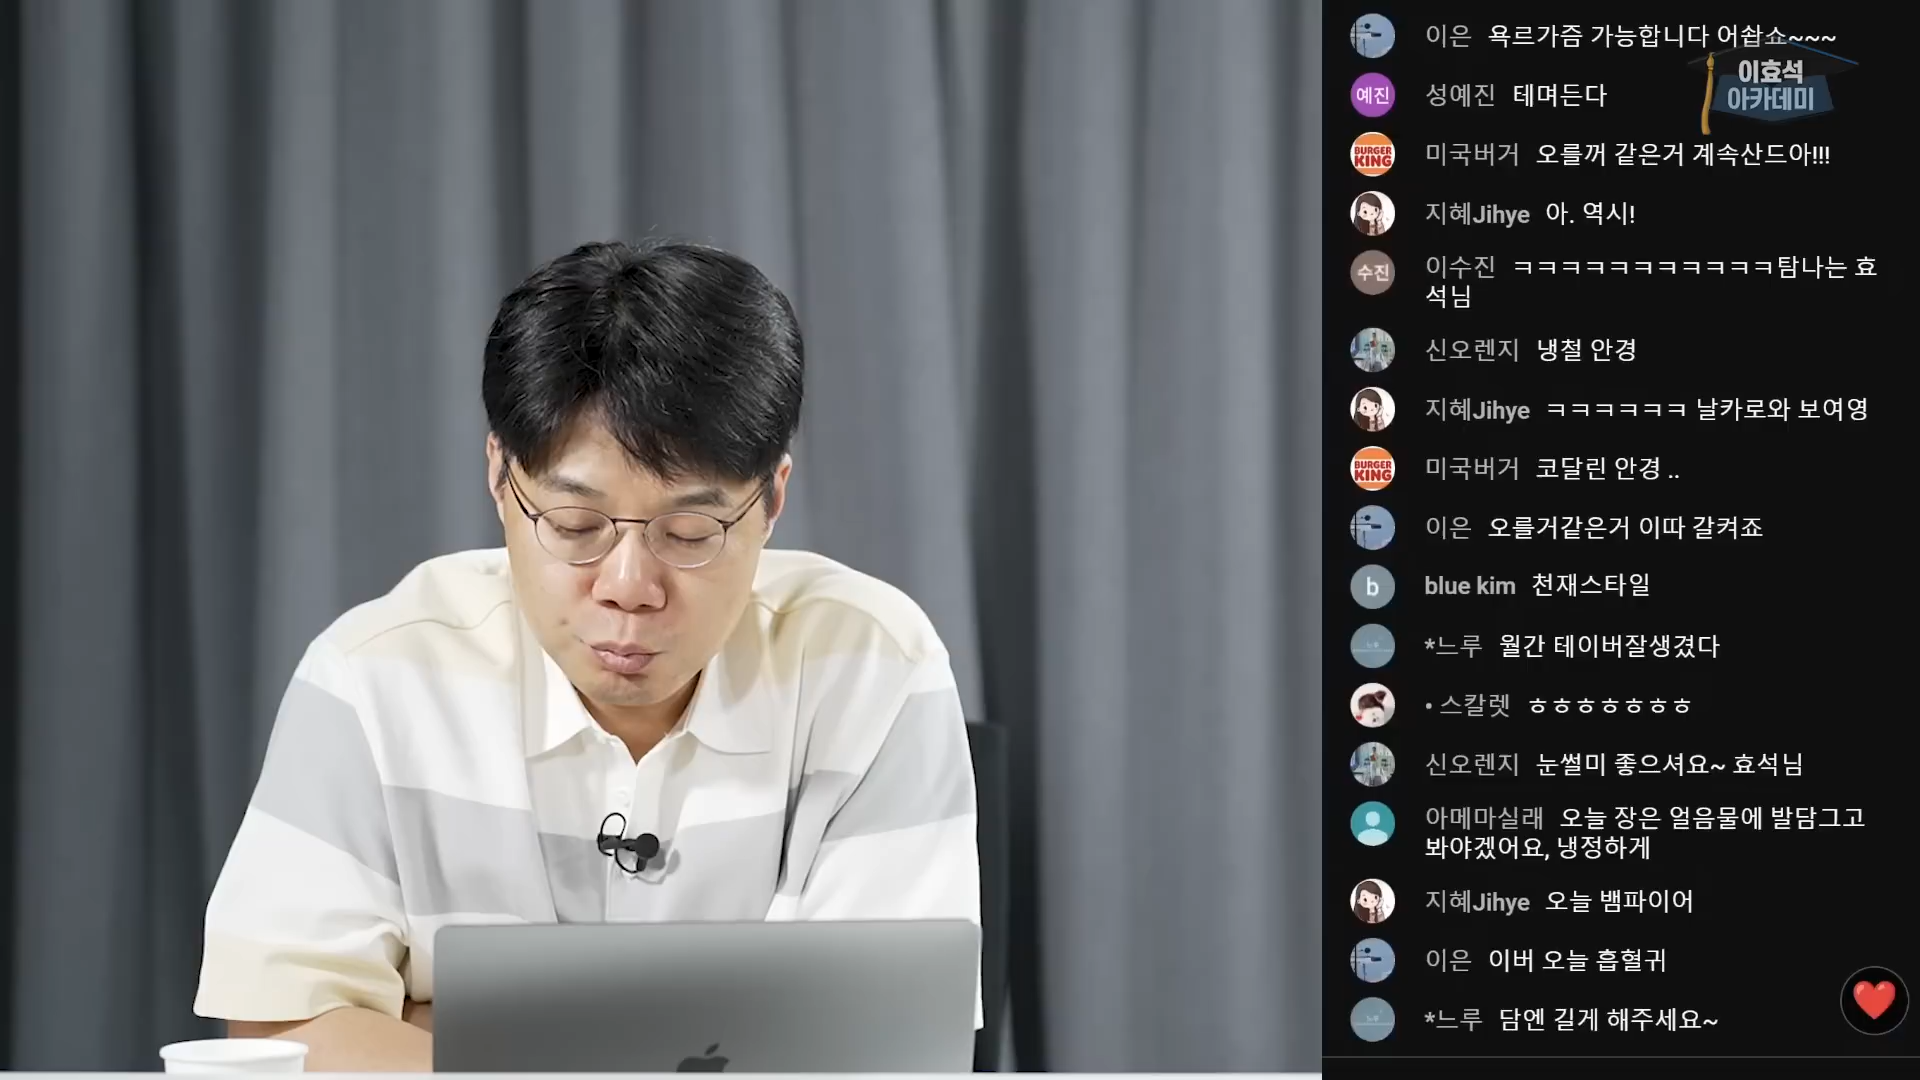 이은 욕르가즘 가능합니다 어솹쇼~~~
이효석
아카데미
예진 성예진 테며든다
BURGER KING 미국버거 오를꺼 같은거 계속산드아!!!
지혜Jihye 아. 역시!
수진 이수진 ㅋㅋㅋㅋㅋㅋㅋㅋㅋㅋㅋ탐나는 효
석님
신오렌지 냉철 안경
지혜Jihye ㅋㅋㅋㅋㅋㅋ 날카로와 보여영
BURGER KING 미국버거 코달린 안경 ..
이은 오를거같은거 이따 갈켜죠
b blue kim 천재스타일
*느루 월간 테이버잘생겼다
• 스칼렛 ㅎㅎㅎㅎㅎㅎㅎ
신오렌지 눈썰미 좋으셔요~ 효석님
아메마실래 오늘 장은 얼음물에 발담그고
봐야겠어요, 냉정하게
지혜Jihye 오늘 뱀파이어
이은 이버 오늘 흡혈귀
*느루 담엔 길게 해주세요~